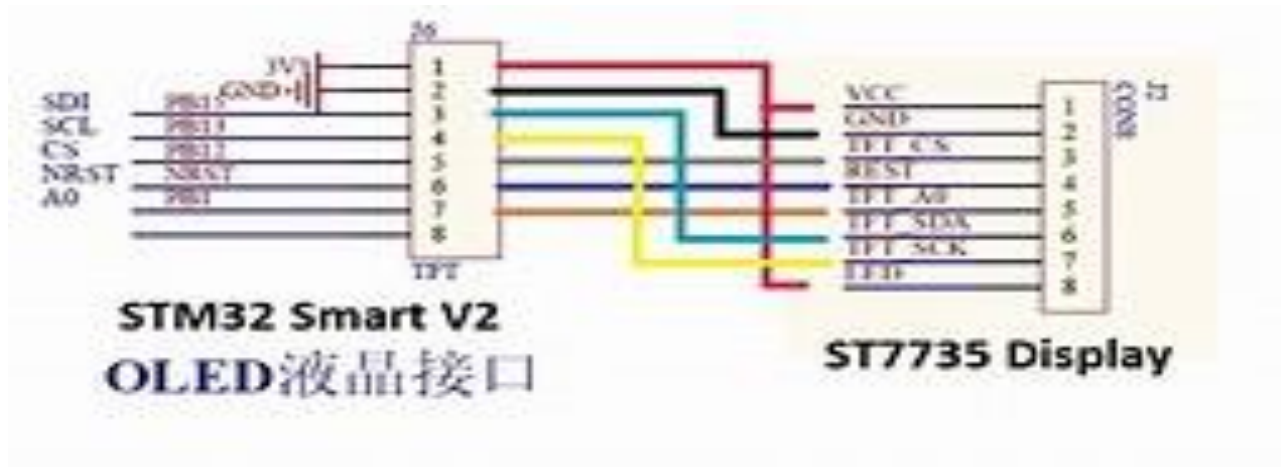 J6
3V
GND
SDI PB15
SCL PB13
CS PB12
NRST NRST
A0 PB1
1
2
3
4
5
6
7
8
TFT
STM32 Smart V2
OLED液晶接口
VCC
GND
TFT_CS
REST
TFT_A0
TFT_SDA
TFT_SCK
LED
1
2
3
4
5
6
7
8
J2
CON8
ST7735 Display